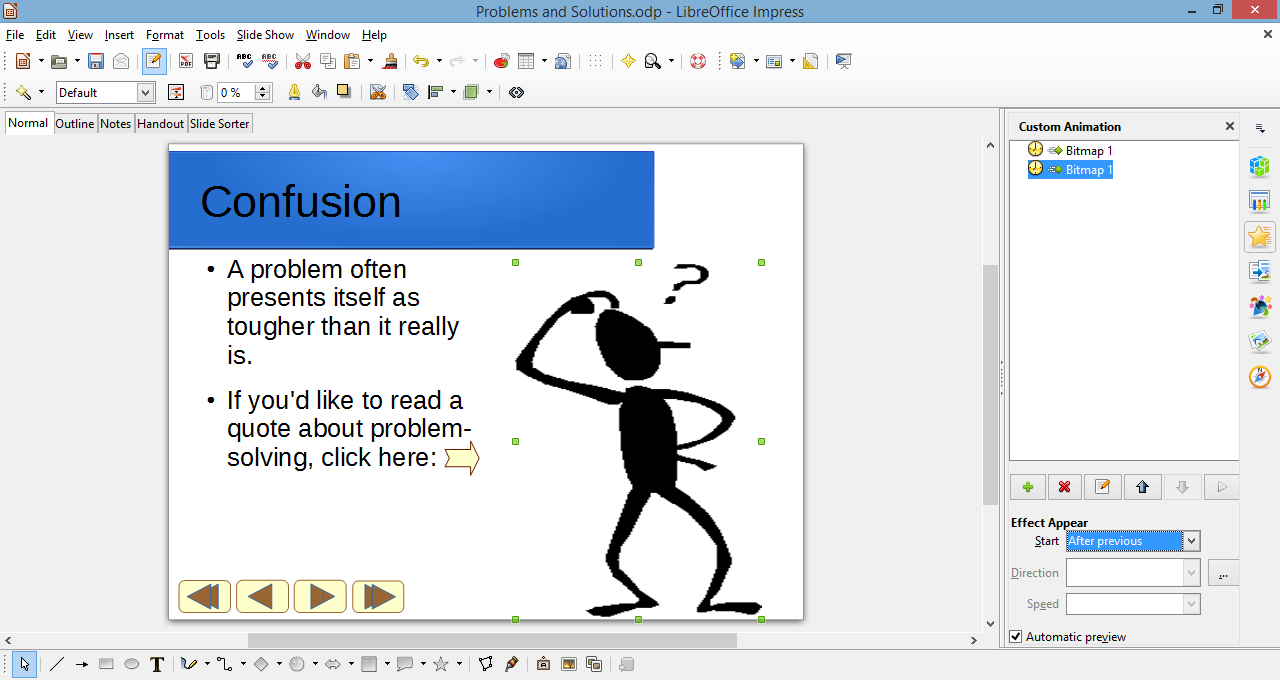 Problems and Solutions.odp - LibreOffice Impress
File Edit View Insert Format Tools Slide Show Window Help
Default
0 %
Normal Outline Notes Handout Slide Sorter
Custom Animation
Bitmap 1
Bitmap 1
Confusion
• A problem often
presents itself as
tougher than it really
is.
• If you'd like to read a
quote about problem-
solving, click here:
?
Effect Appear
Start After previous
Direction
...
Speed
Automatic preview